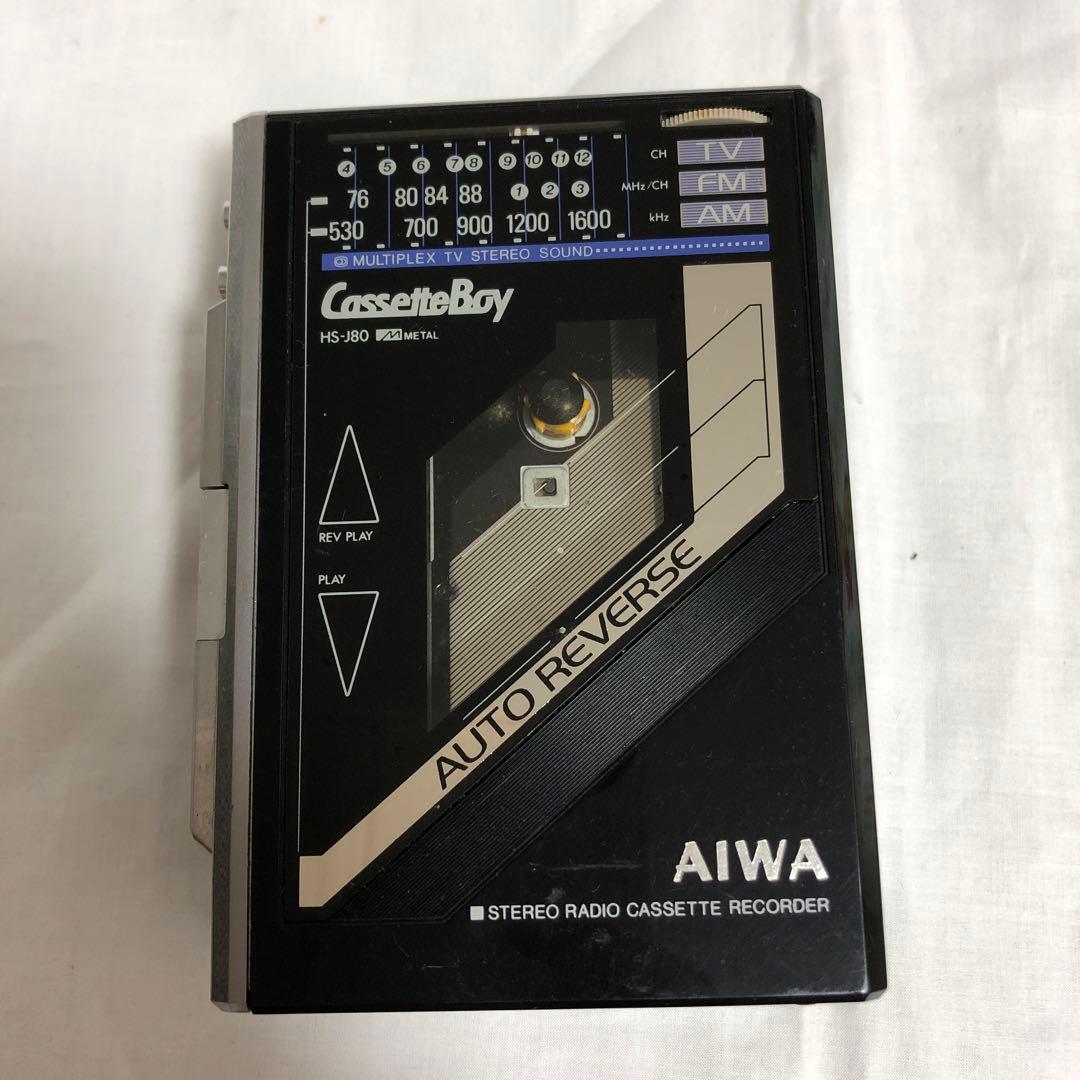 CH TV
4 5 6 7 8 9 10 11 12
MHz/CH FM
76 80 84 88 1 2 3
kHz AM
530 700 900 1200 1600
MULTIPLEX TV STEREO SOUND
CassetteBoy
HS-J80 METAL
REV PLAY
PLAY
AUTO REVERSE
AIWA
STEREO RADIO CASSETTE RECORDER